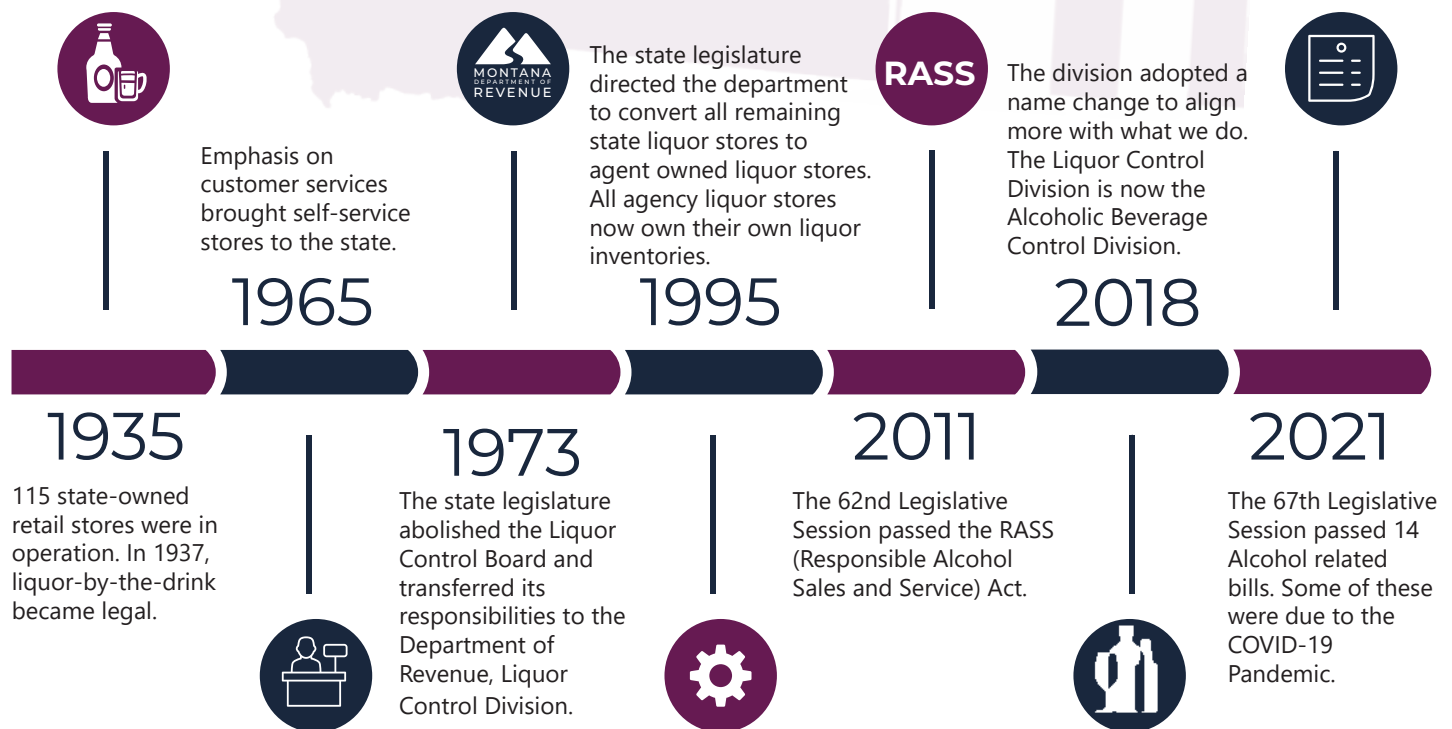 1935
115 state-owned
retail stores were in
operation. In 1937,
liquor-by-the-drink
became legal.
Emphasis on
customer services
brought self-service
stores to the state.
1965
MONTANA
DEPARTMENT OF
REVENUE
1973
The state legislature
abolished the Liquor
Control Board and
transferred its
responsibilities to the
Department of
Revenue, Liquor
Control Division.
The state legislature
directed the department
to convert all remaining
state liquor stores to
agent owned liquor stores.
All agency liquor stores
now own their own liquor
inventories.
1995
RASS
2011
The 62nd Legislative
Session passed the RASS
(Responsible Alcohol
Sales and Service) Act.
The division adopted a
name change to align
more with what we do.
The Liquor Control
Division is now the
Alcoholic Beverage
Control Division.
2018
2021
The 67th Legislative
Session passed 14
Alcohol related
bills. Some of these
were due to the
COVID-19
Pandemic.